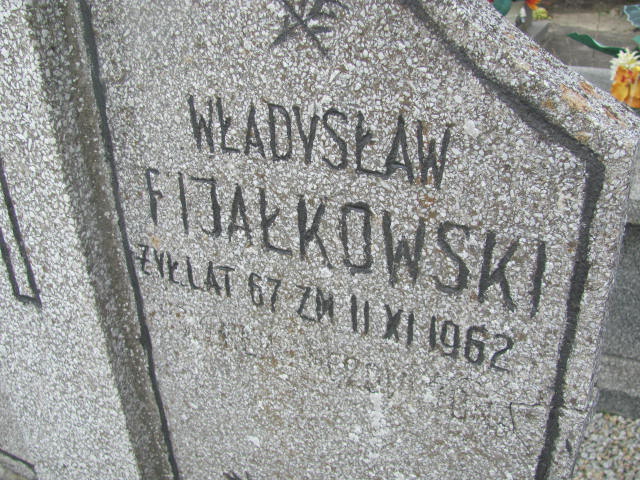 WŁADYSŁAW
FIJAŁKOWSKI
ŻYŁ LAT 67 ZM 11 XI 1962